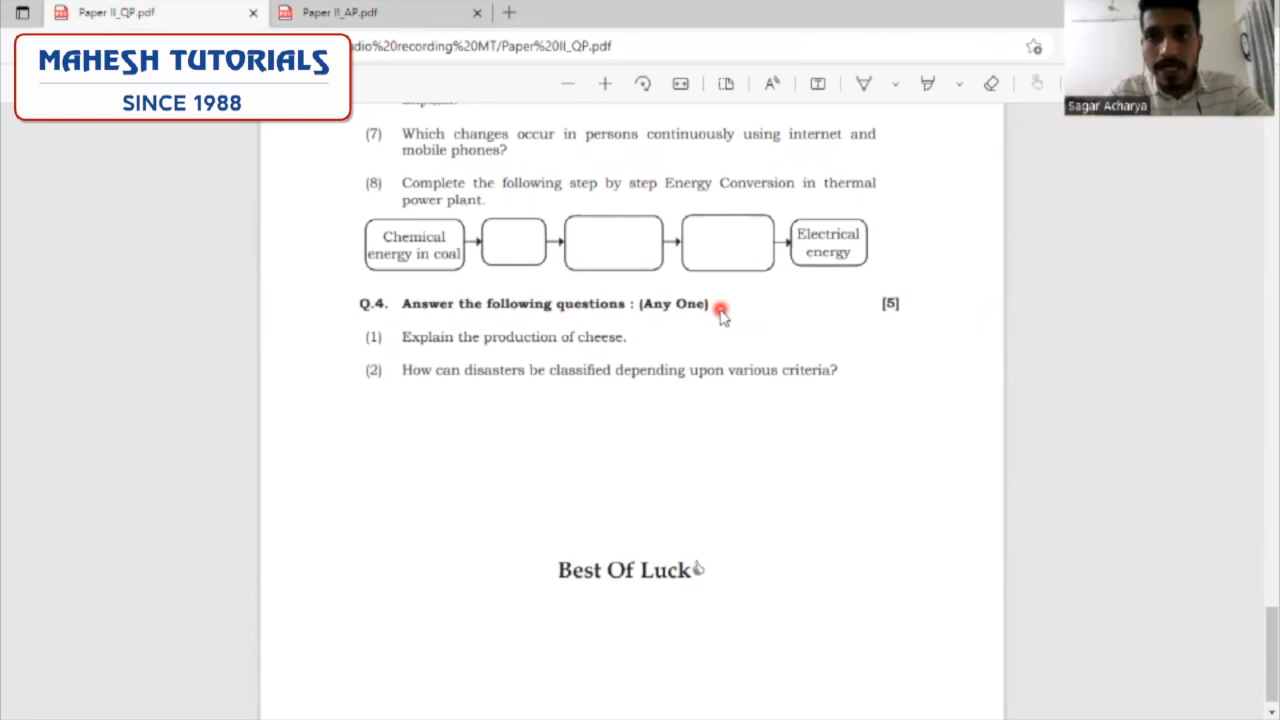 Paper II_QP.pdf
Paper II_AP.pdf
MAHESH TUTORIALS
SINCE 1988
dio%20recording%20MT/Paper%20II_QP.pdf
Sagar Acharya
(7) Which changes occur in persons continuously using internet and
mobile phones?
(8) Complete the following step by step Energy Conversion in thermal
power plant.
Chemical
energy in coal
Electrical
energy
Q.4. Answer the following questions : (Any One) [5]
(1) Explain the production of cheese.
(2) How can disasters be classified depending upon various criteria?
Best Of Luck